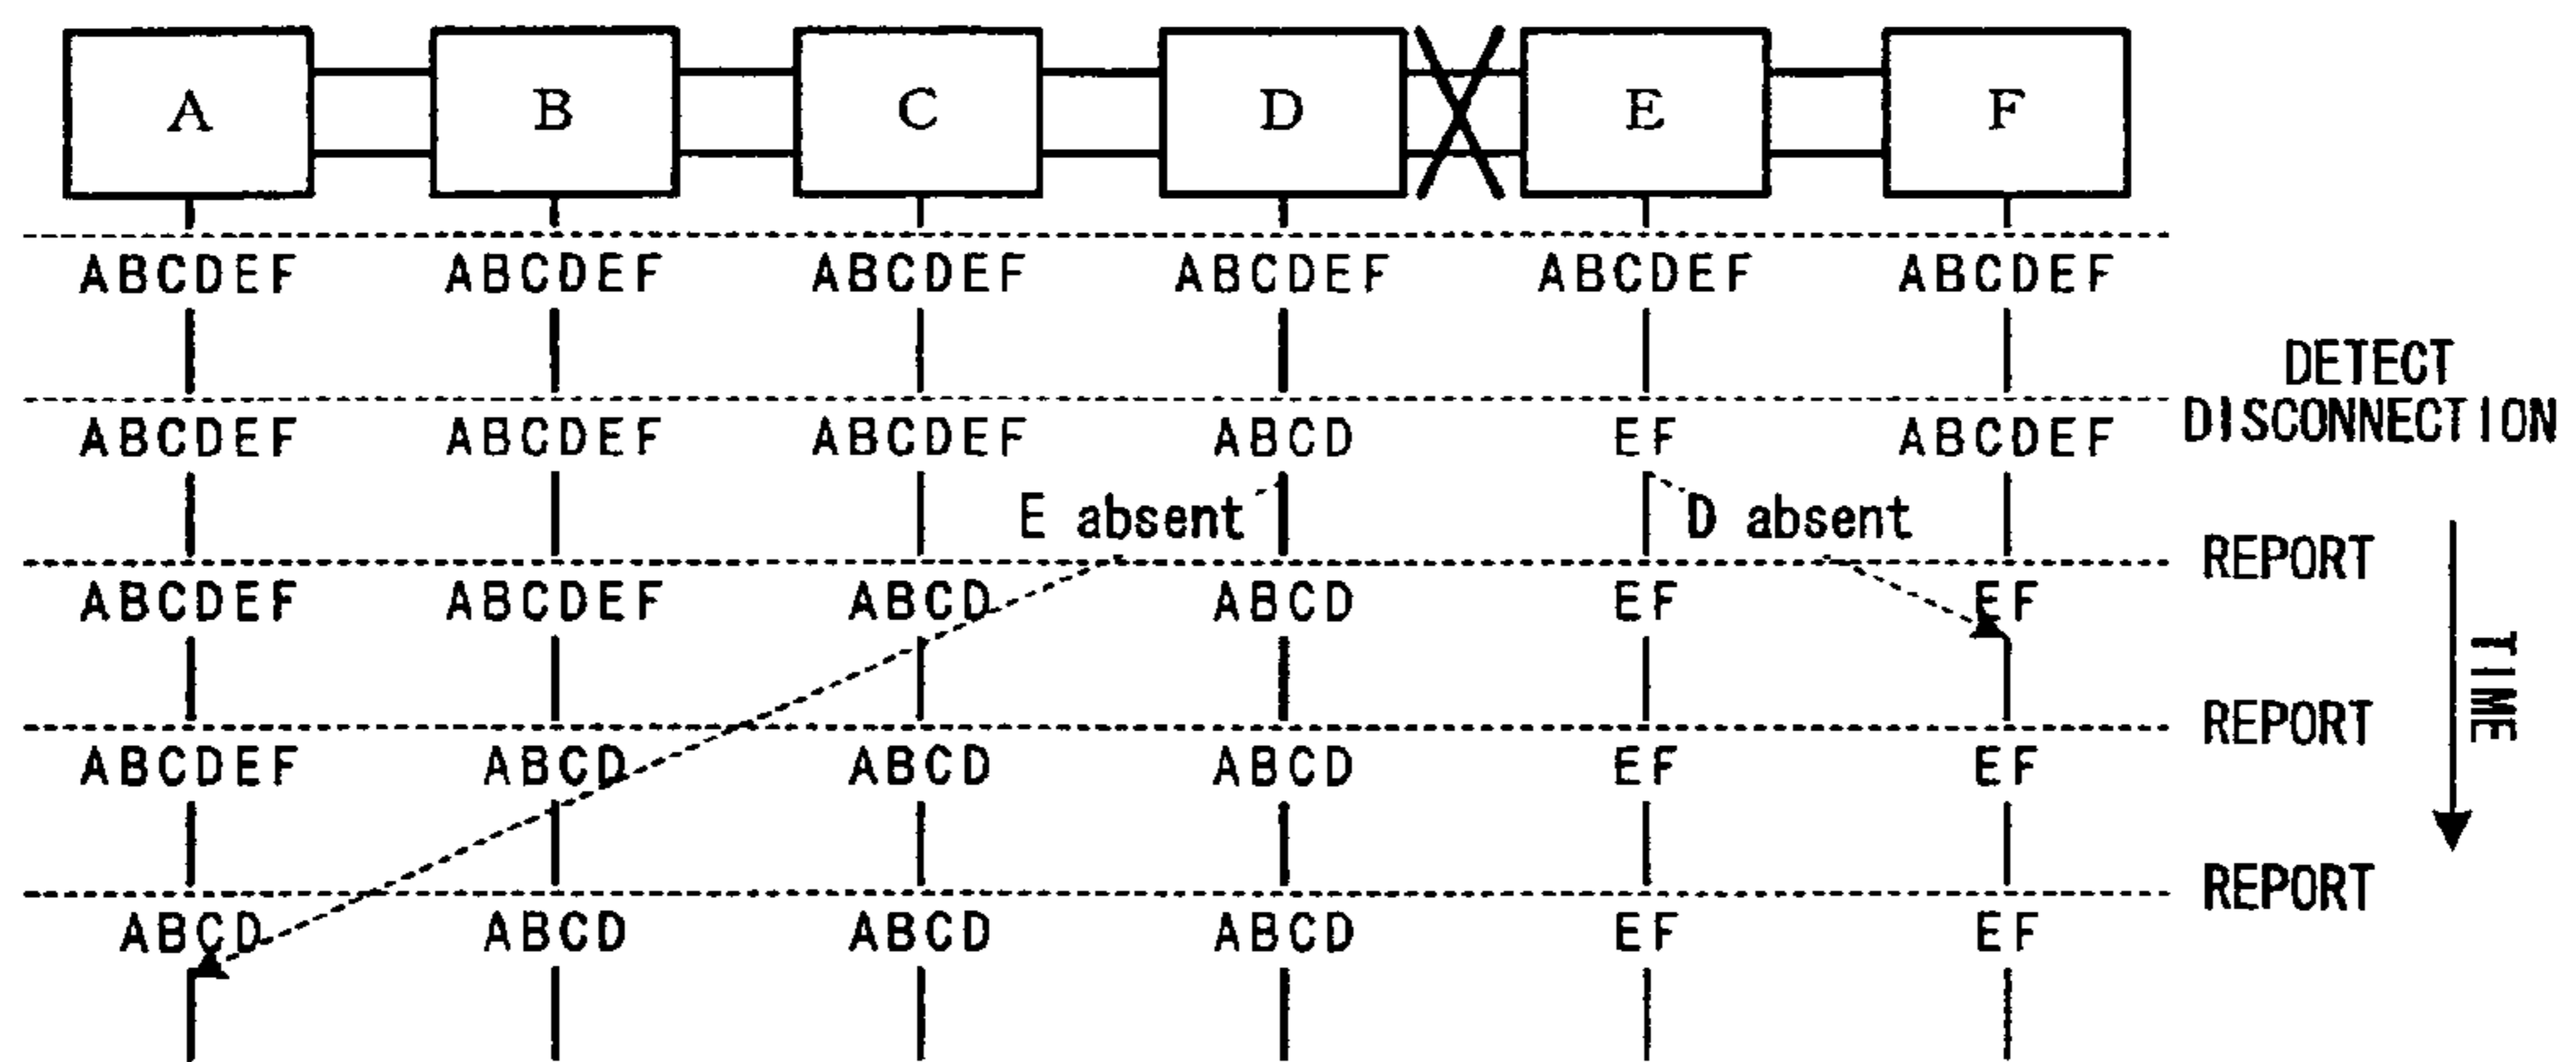 A B C D E F
ABCDEF ABCDEF ABCDEF ABCDEF ABCDEF ABCDEF
DETECT
DISCONNECTION
ABCDEF ABCDEF ABCDEF ABCD EF ABCDEF
E absent D absent
REPORT
ABCDEF ABCDEF ABCD ABCD EF EF
TIME
REPORT
ABCDEF ABCD ABCD ABCD EF EF
REPORT
ABCD ABCD ABCD ABCD EF EF